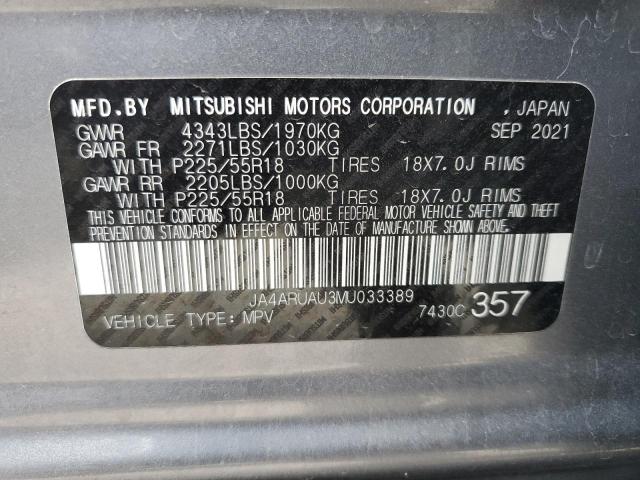 MFD.BY MITSUBISHI MOTORS CORPORATION , JAPAN
GVWR 4343LBS/1970KG SEP 2021
GAWR FR 2271LBS/1030KG
WITH P225/55R18 TIRES 18X7.0J RIMS
GAWR RR 2205LBS/1000KG
WITH P225/55R18 TIRES 18X7.0J RIMS
THIS VEHICLE CONFORMS TO ALL APPLICABLE FEDERAL MOTOR VEHICLE SAFETY AND THEFT
PREVENTION STANDARDS IN EFFECT ON THE DATE OF MANUFACTURE SHOWN ABOVE.
JA4ARUAU3MU033389
VEHICLE TYPE: MPV 7430C 357